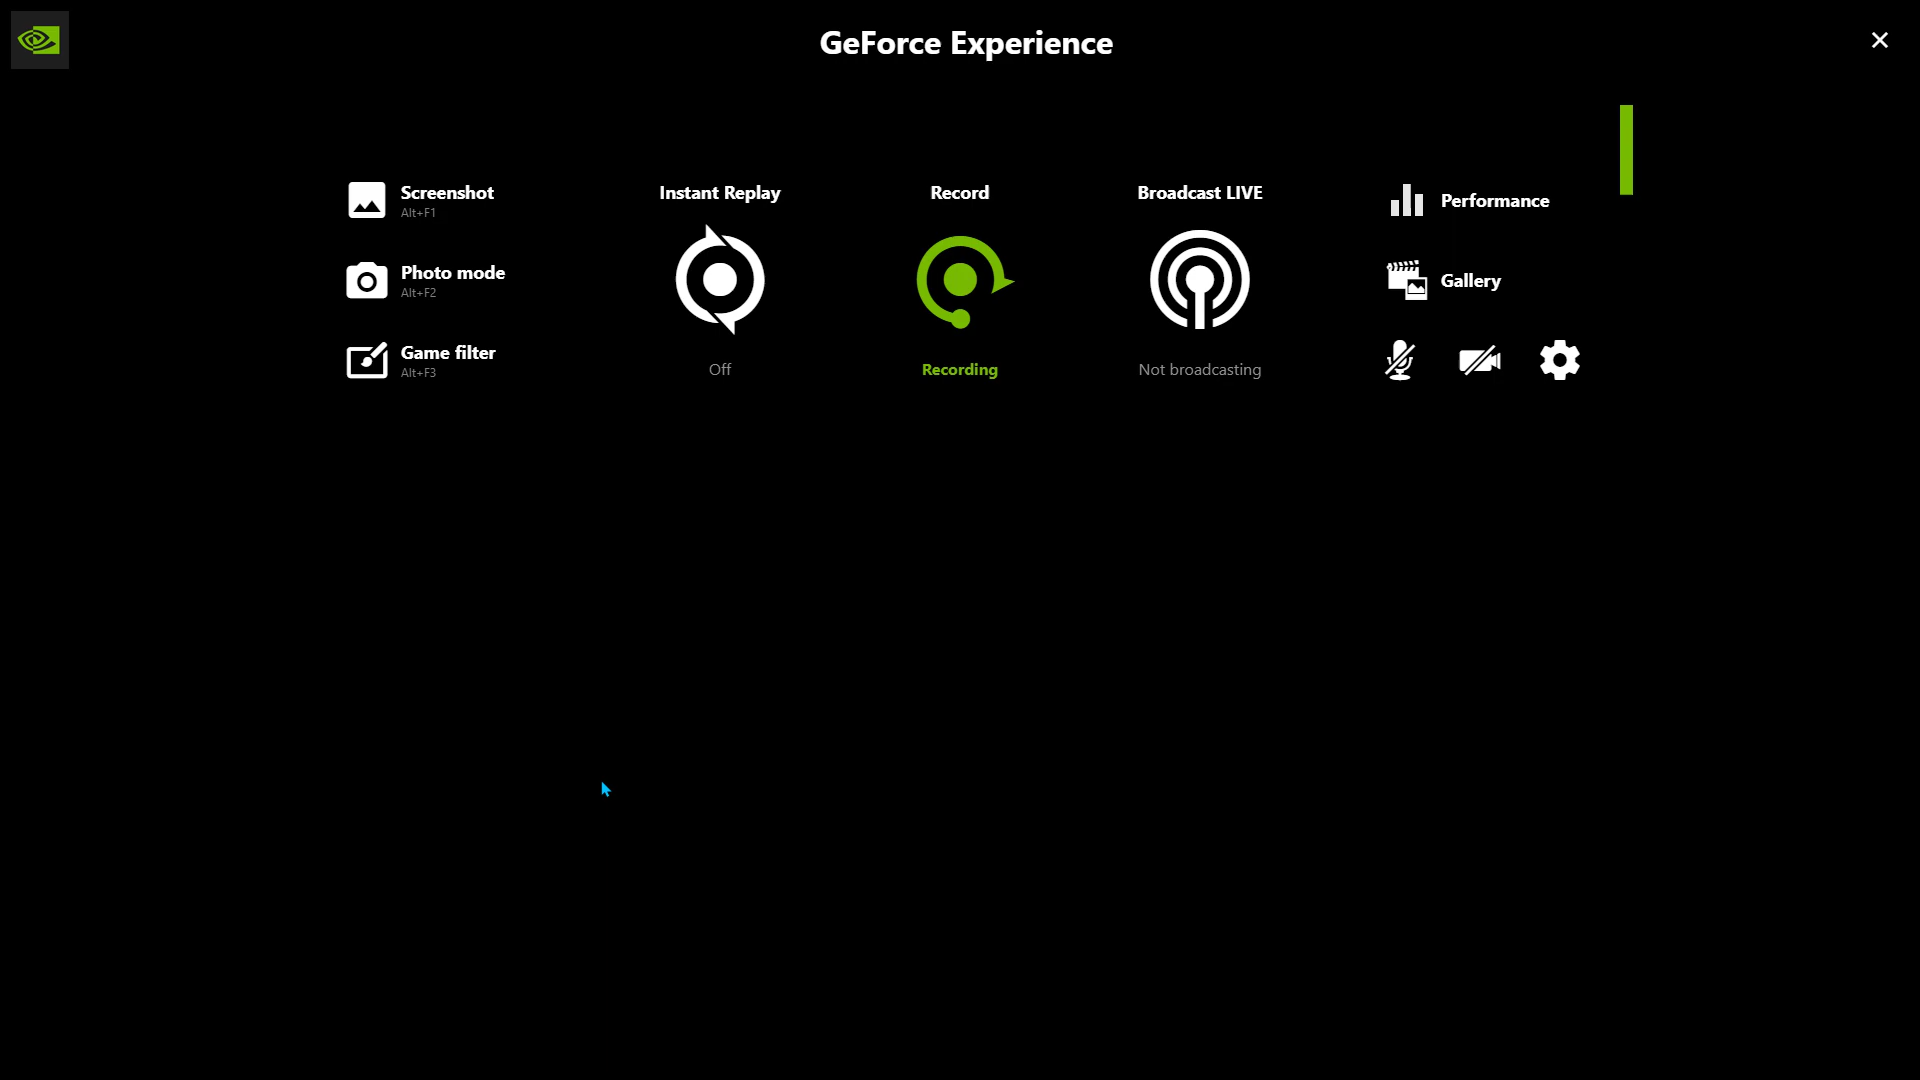 GeForce Experience
Screenshot
Alt+F1
Photo mode
Alt+F2
Game filter
Alt+F3
Instant Replay
Off
Record
Recording
Broadcast LIVE
Not broadcasting
Performance
Gallery